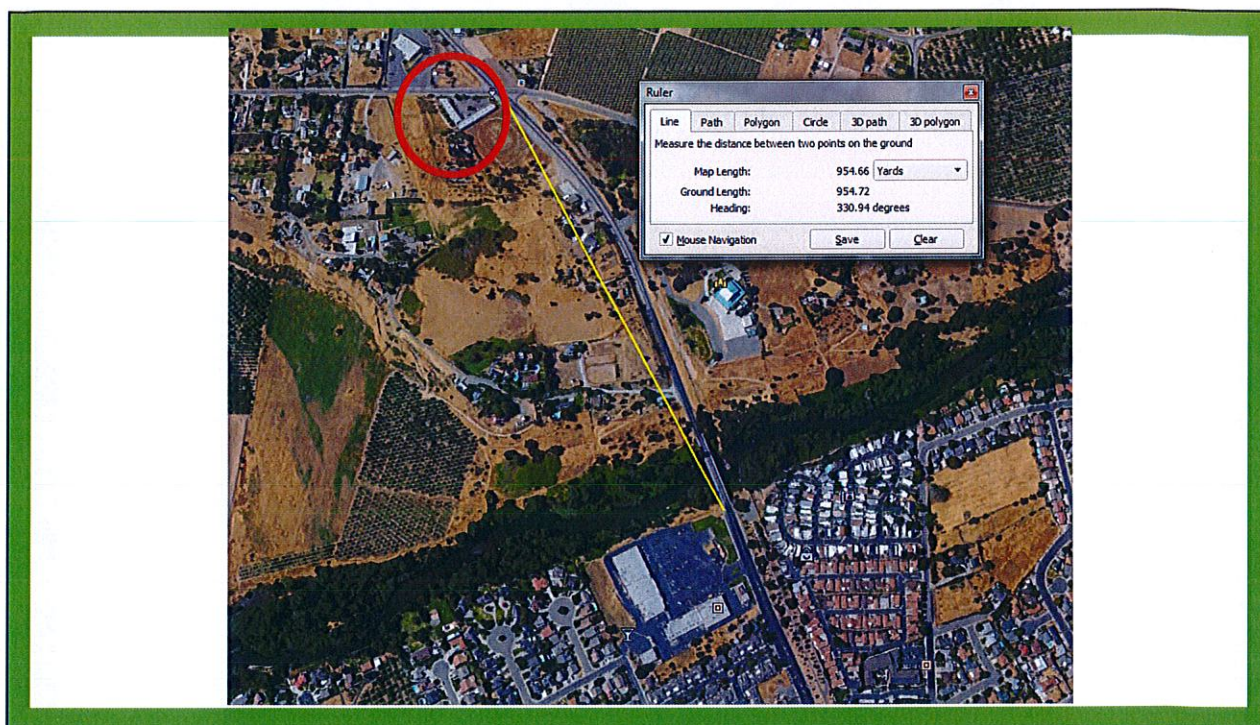 Ruler
Line Path Polygon Circle 3D path 3D polygon
Measure the distance between two points on the ground
Map Length: 954.66 Yards
Ground Length: 954.72
Heading: 330.94 degrees
Mouse Navigation Save Clear